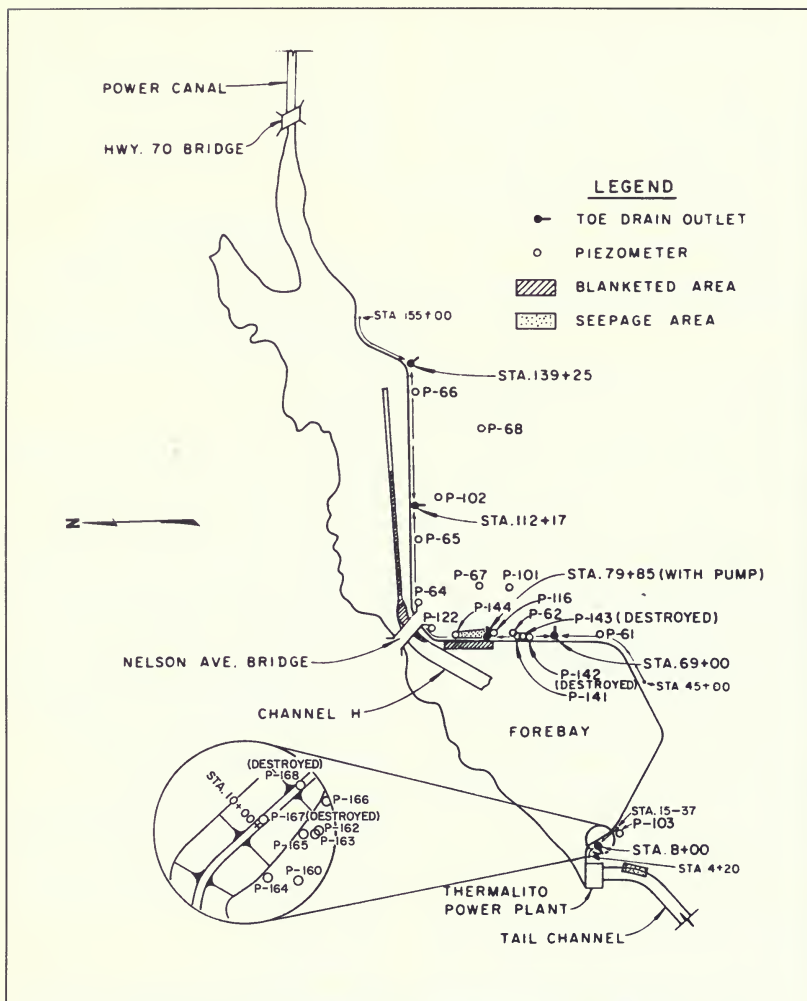 POWER CANAL
HWY. 70 BRIDGE
LEGEND
TOE DRAIN OUTLET
PIEZOMETER
BLANKETED AREA
SEEPAGE AREA
STA 155+00
STA. 139+25
P-66
P-68
N
P-102
STA. 112+17
P-65
P-67
P-101
STA. 79+85 (WITH PUMP)
P-64
P-116
P-144
P-62
P-122
P-143 (DESTROYED)
P-61
NELSON AVE. BRIDGE
STA. 69+00
P-142
(DESTROYED)
STA 45+00
P-141
CHANNEL H
FOREBAY
(DESTROYED)
P-168
STA. 10+00
P-166
P-167 (DESTROYED)
P-162
P-165
P-163
P-164
P-160
STA. 15-37
P-103
STA. 8+00
STA 4+20
THERMALITO
POWER PLANT
TAIL CHANNEL